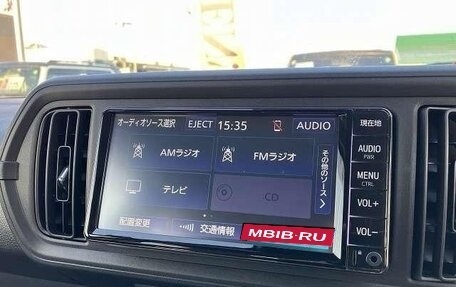 オーディオソース選択 EJECT 15:35 AUDIO
現在地
AMラジオ FMラジオ
その他のソース
AUDIO
PWR
テレビ CD
MENU
CTRL
VOL+
配置変更 交通情報
VOL−
MBIB-RU